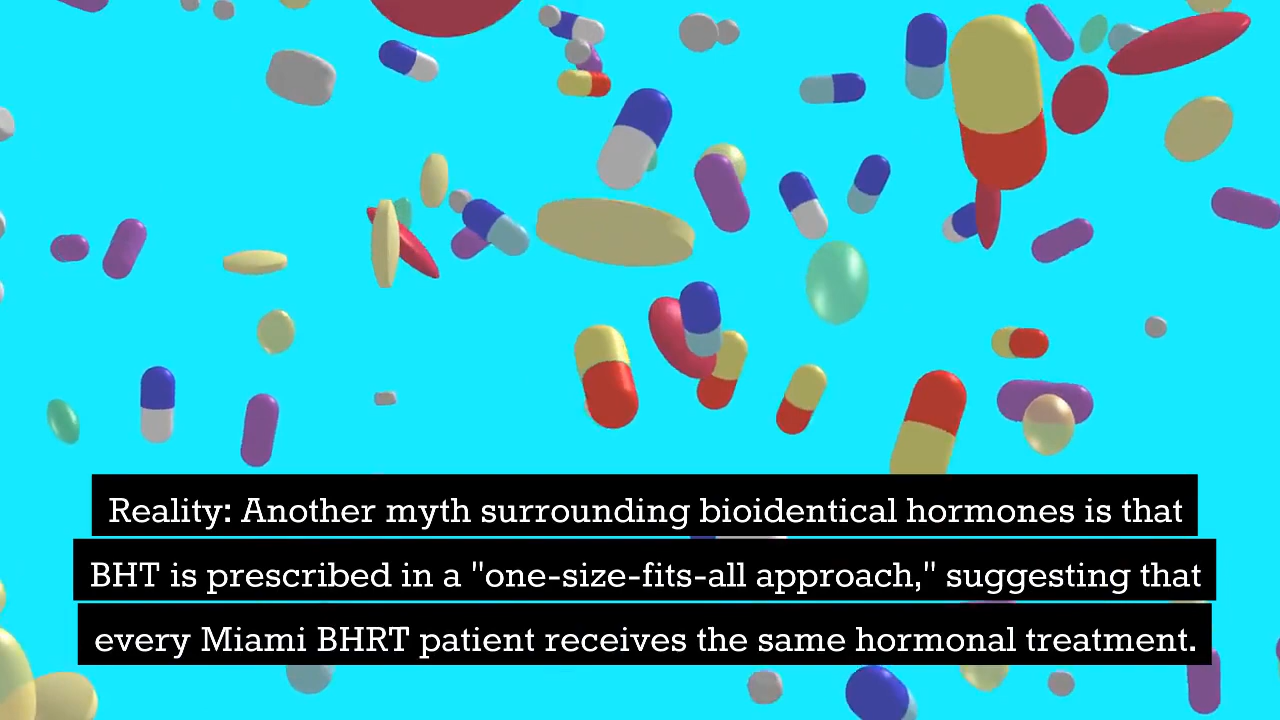 Reality: Another myth surrounding bioidentical hormones is that
BHT is prescribed in a "one-size-fits-all approach," suggesting that
every Miami BHRT patient receives the same hormonal treatment.